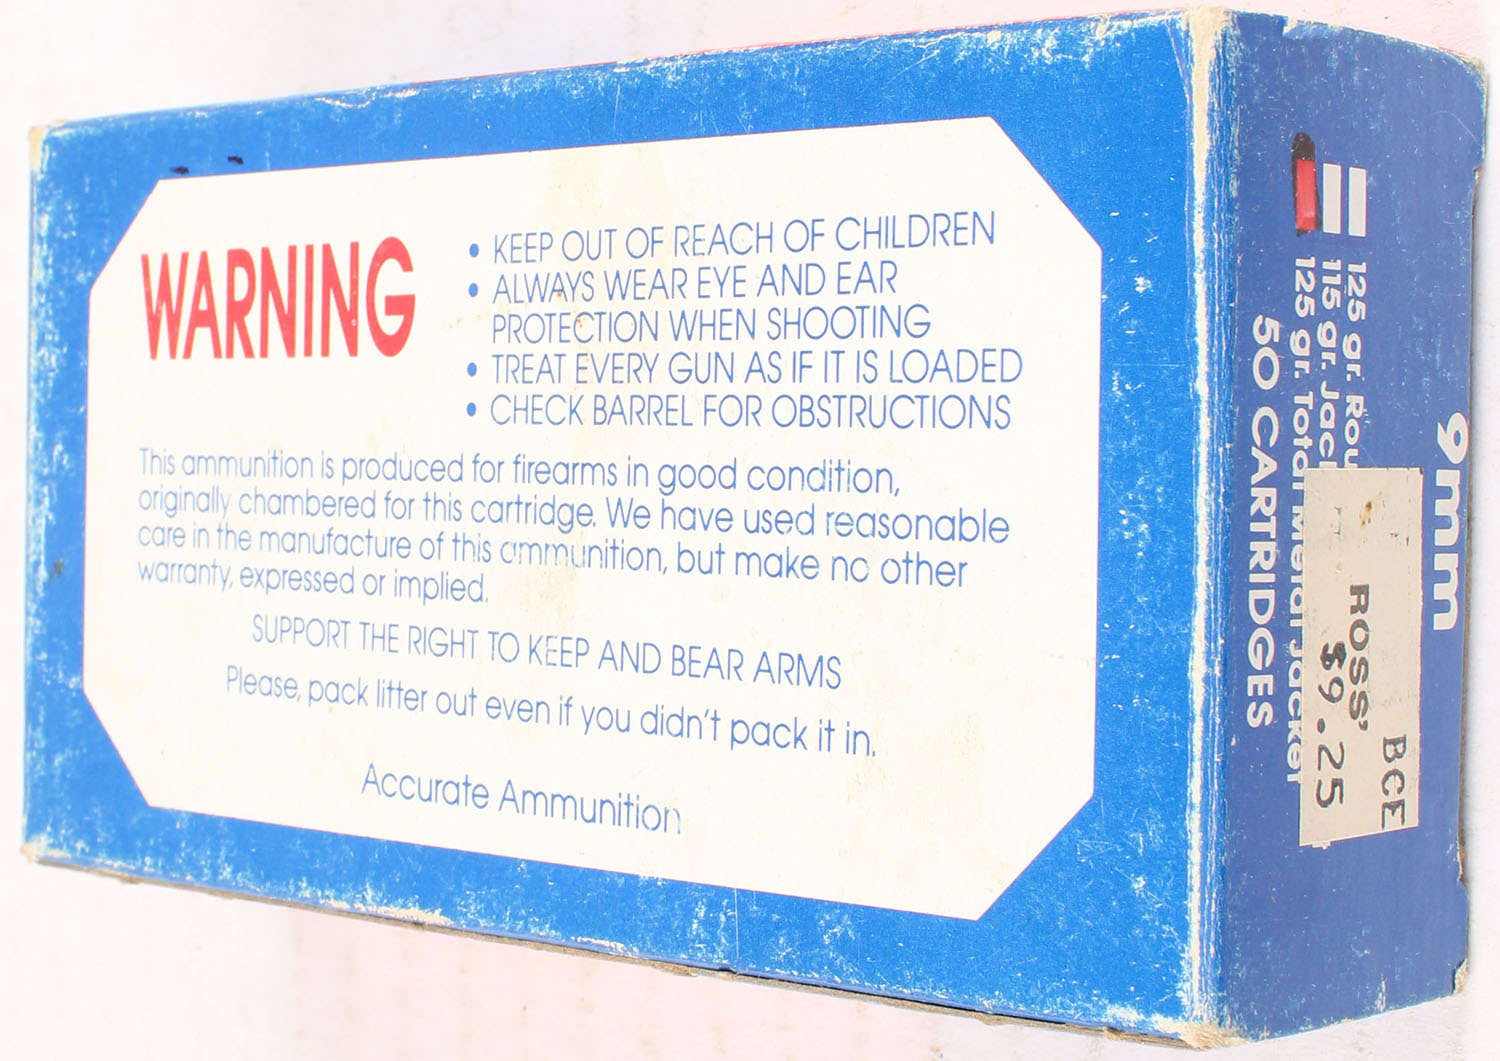 WARNING
• KEEP OUT OF REACH OF CHILDREN
• ALWAYS WEAR EYE AND EAR
PROTECTION WHEN SHOOTING
• TREAT EVERY GUN AS IF IT IS LOADED
• CHECK BARREL FOR OBSTRUCTIONS
This ammunition is produced for firearms in good condition,
originally chambered for this cartridge. We have used reasonable
care in the manufacture of this ammunition, but make no other
warranty, expressed or implied.
SUPPORT THE RIGHT TO KEEP AND BEAR ARMS
Please, pack litter out even if you didn't pack it in.
Accurate Ammunition
9mm
125 gr.
115 gr.
125 gr. Total Metal Jacket
50 CARTRIDGES
BCE
ROSS'
$9.25